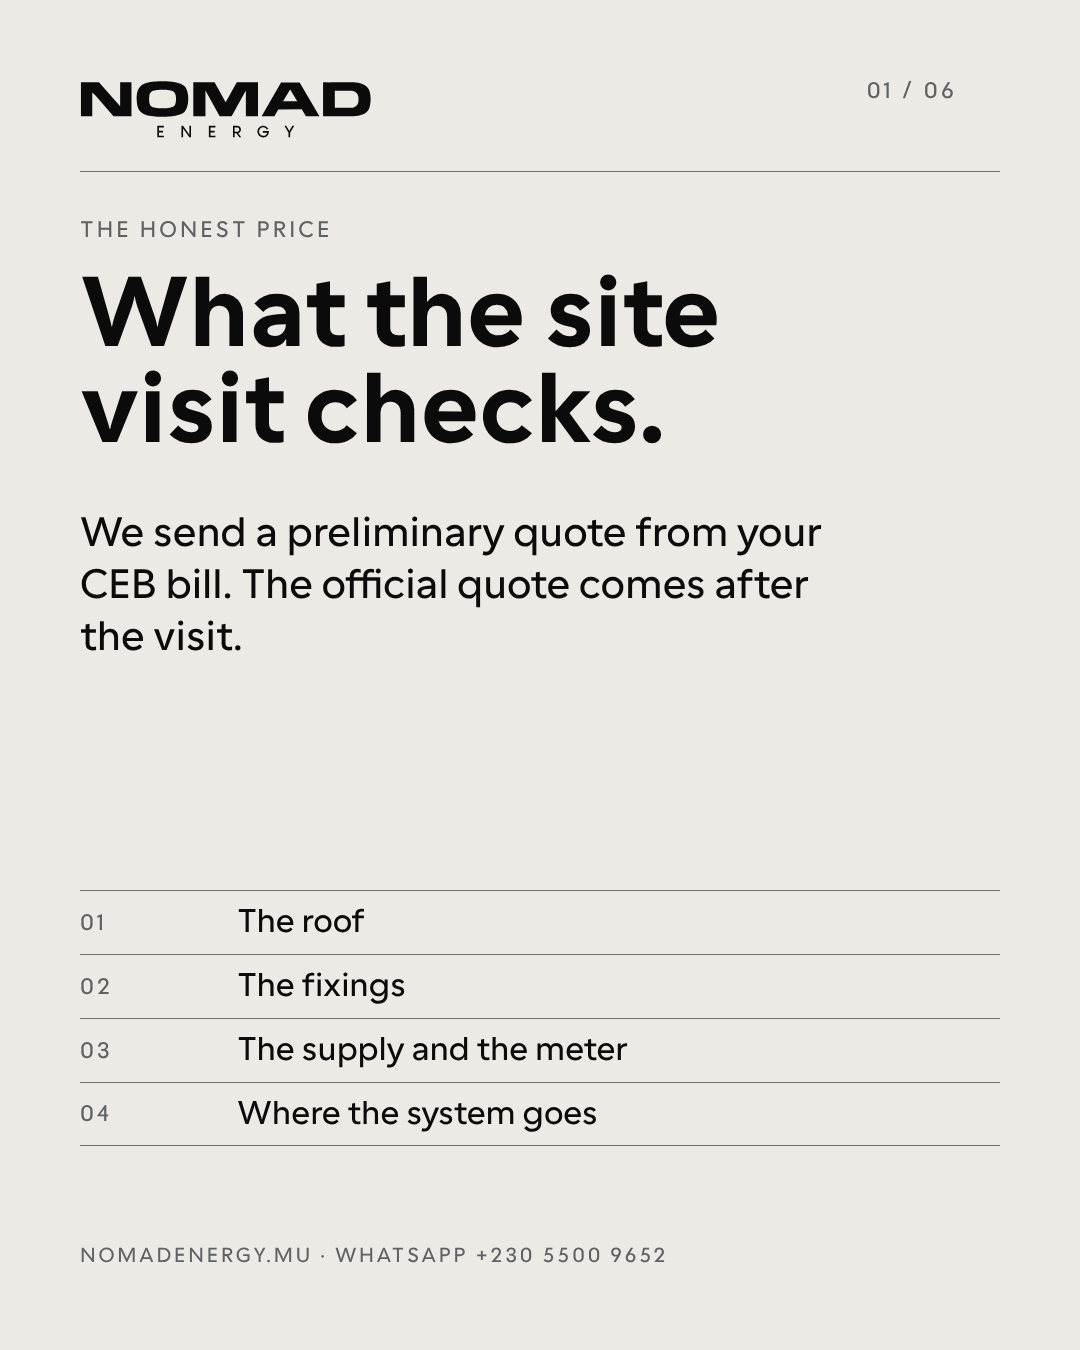 NOMAD
ENERGY
01 / 06
THE HONEST PRICE
What the site
visit checks.
We send a preliminary quote from your
CEB bill. The official quote comes after
the visit.
01 The roof
02 The fixings
03 The supply and the meter
04 Where the system goes
NOMADENERGY.MU · WHATSAPP +230 5500 9652